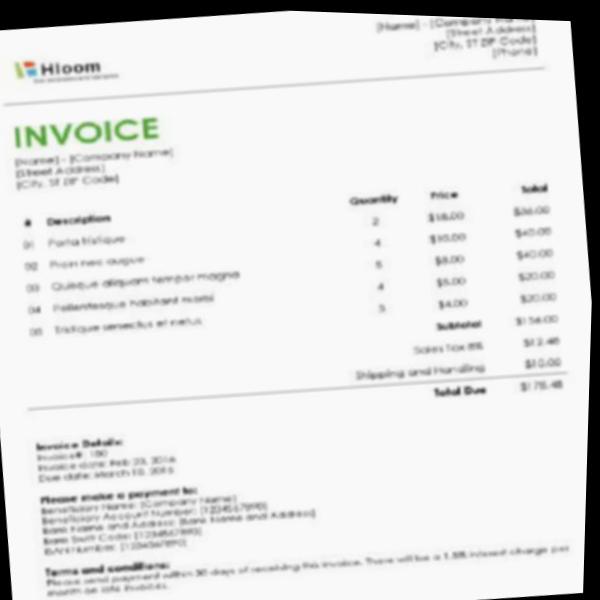 [Name] - [Company Name]
[Street Address]
[City, ST ZIP Code]
[Phone]
Hloom
INVOICE
[Name] - [Company Name]
[Street Address]
[City, ST ZIP Code]
# Description Quantity Price Total
01 Porta tristique 2 $18.00 $36.00
02 Proin nec augue 4 $10.00 $40.00
03 Quisque aliquam tempor magna 5 $8.00 $40.00
04 Pellentesque habitant morbi 4 $5.00 $20.00
05 Tristique senectus et netus 5 $4.00 $20.00
Subtotal $156.00
Sales Tax 8% $12.48
Shipping and Handling $10.00
Total Due $178.48
Invoice Details:
Invoice#: 180
Invoice date: Feb 23,
Due date: March 10, 2015
Please make a payment to:
Beneficiary Name: [Company Name]
Beneficiary Account Number: [1234567890]
Bank Name and Address: [Bank Name and Address]
Bank Swift Code: [1234567890]
IBAN Number: [1234567890]
Terms and conditions:
Please send payment within 30 days of receiving this invoice. There will be a 1.5% interest charge per
month on late invoices.